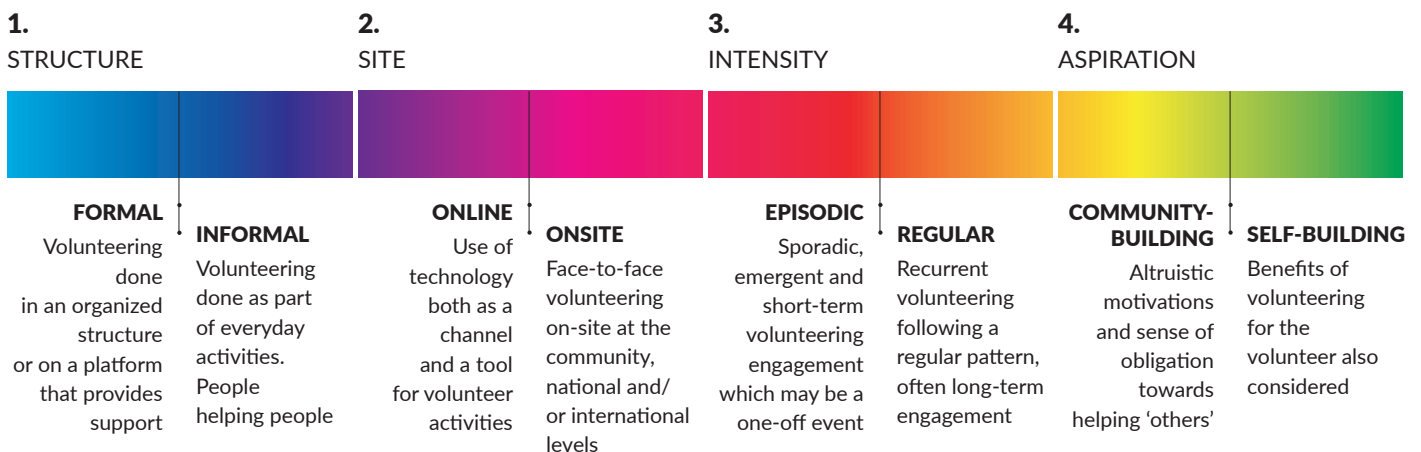 1.
STRUCTURE
FORMAL
Volunteering
done
in an organized
structure
or on a platform
that provides
support
INFORMAL
Volunteering
done as part
of everyday
activities.
People
helping people
2.
SITE
ONLINE
Use of
technology
both as a
channel
and a tool
for volunteer
activities
ONSITE
Face-to-face
volunteering
on-site at the
community,
national and/
or international
levels
3.
INTENSITY
EPISODIC
Sporadic,
emergent and
short-term
volunteering
engagement
which may be a
one-off event
REGULAR
Recurrent
volunteering
following a
regular pattern,
often long-term
engagement
4.
ASPIRATION
COMMUNITY-
BUILDING
Altruistic
motivations
and sense of
obligation
towards
helping ‘others’
SELF-BUILDING
Benefits of
volunteering
for the
volunteer also
considered